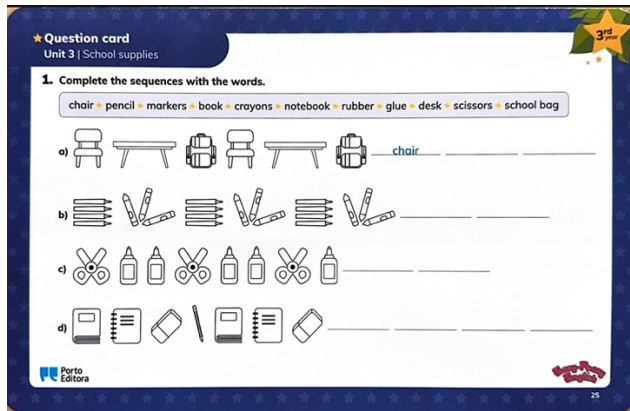 ★Question card
Unit 3 | School supplies
3rd year
1. Complete the sequences with the words.
chair ★ pencil ★ markers ★ book ★ crayons ★ notebook ★ rubber ★ glue ★ desk ★ scissors ★ school bag
a) chair
b)
c)
d)
Porto
Editora
25